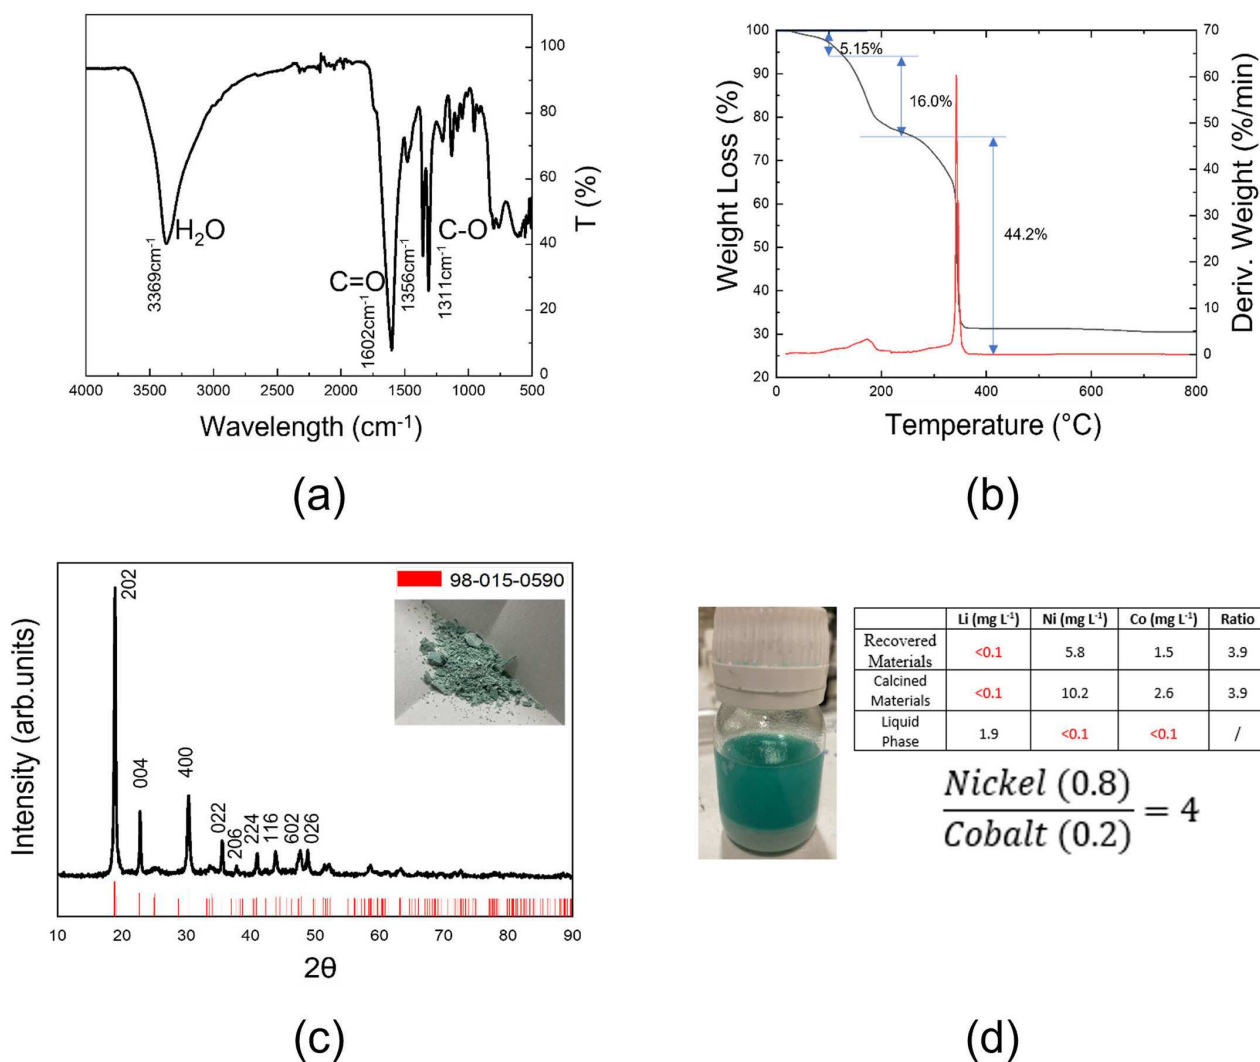 100
80
60
40
20
0
T (%)
H₂O
3369cm⁻¹
C=O
1602cm⁻¹
1356cm⁻¹
C-O
1311cm⁻¹
4000 3500 3000 2500 2000 1500 1000 500
Wavelength (cm⁻¹)
(a)
100
90
80
70
60
50
40
30
20
Weight Loss (%)
5.15%
16.0%
44.2%
70
60
50
40
30
20
10
0
Deriv. Weight (%/min)
0 200 400 600 800
Temperature (°C)
(b)
Intensity (arb.units)
202
004
400
022
206
224
116
602
026
98-015-0590
10 20 30 40 50 60 70 80 90
2θ
(c)
Li (mg L⁻¹) Ni (mg L⁻¹) Co (mg L⁻¹) Ratio
Recovered
Materials <0.1 5.8 1.5 3.9
Calcined
Materials <0.1 10.2 2.6 3.9
Liquid
Phase 1.9 <0.1 <0.1 /
Nickel (0.8)
Cobalt (0.2) = 4
(d)